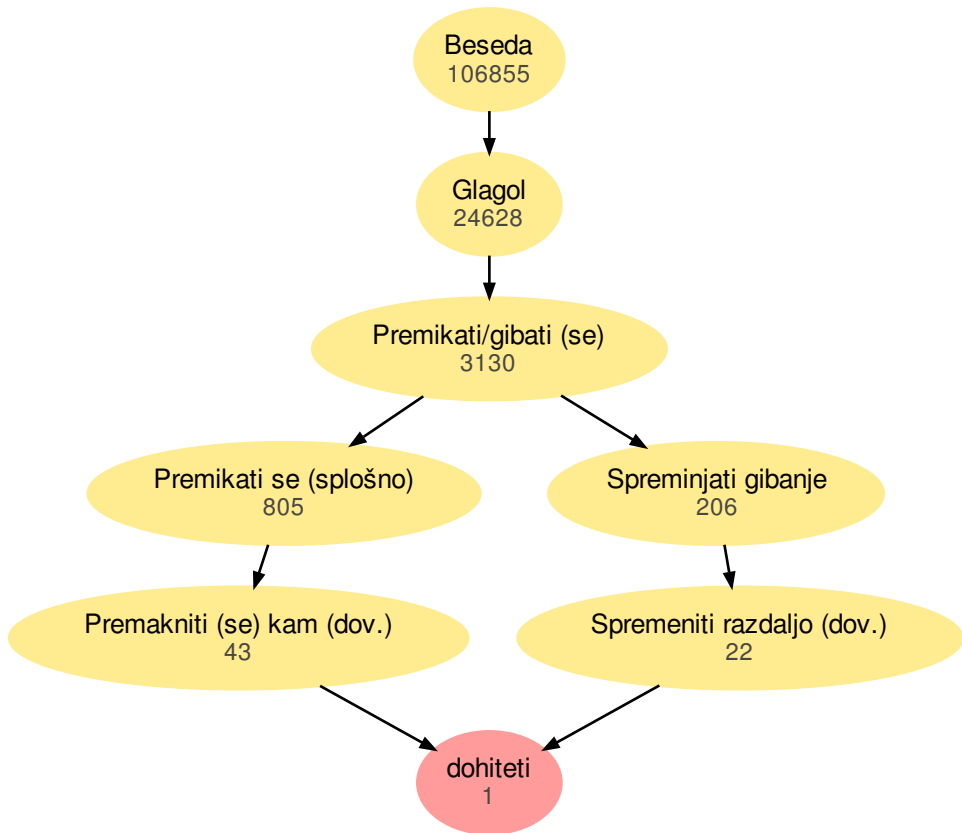 Beseda
106855
Glagol
24628
Premikati/gibati (se)
3130
Premikati se (splošno)
805
Spreminjati gibanje
206
Premakniti (se) kam (dov.)
43
Spremeniti razdaljo (dov.)
22
dohiteti
1